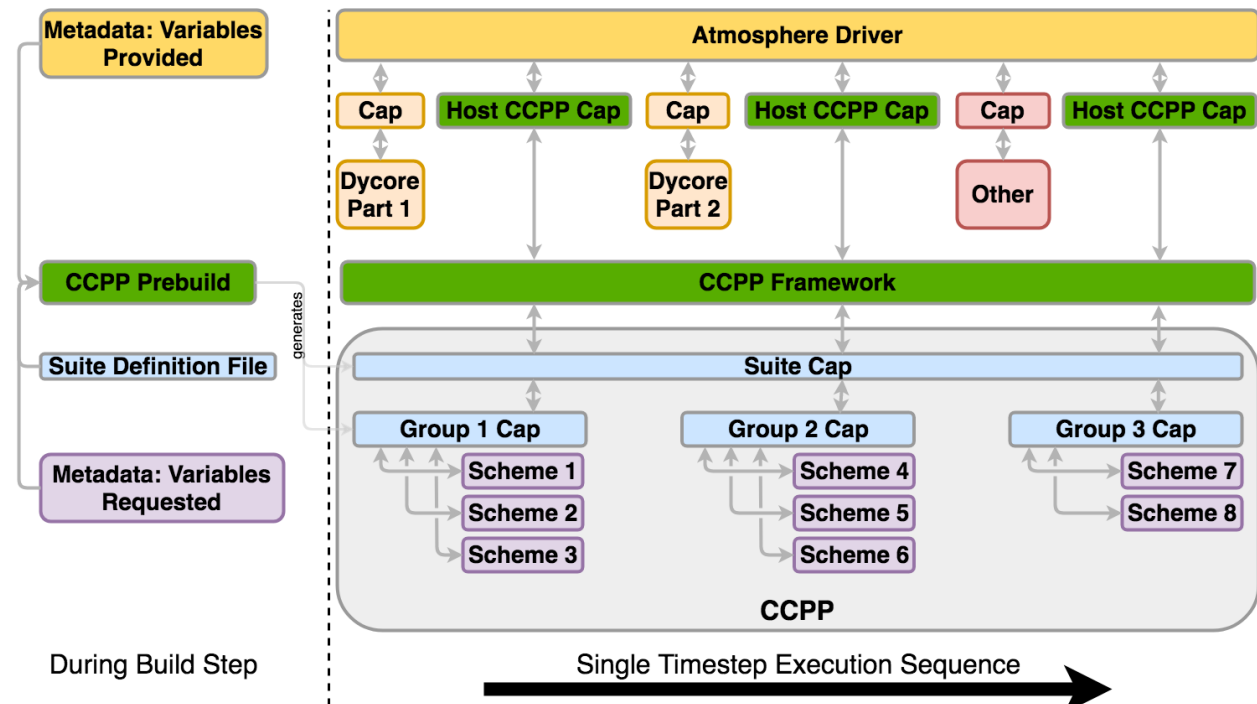 Metadata: Variables
Provided
Atmosphere Driver
Cap
Host CCPP Cap
Cap
Host CCPP Cap
Cap
Host CCPP Cap
Dycore
Part 1
Dycore
Part 2
Other
CCPP Prebuild
generates
CCPP Framework
Suite Definition File
Suite Cap
Group 1 Cap
Group 2 Cap
Group 3 Cap
Metadata: Variables
Requested
Scheme 1
Scheme 4
Scheme 7
Scheme 2
Scheme 5
Scheme 8
Scheme 3
Scheme 6
CCPP
During Build Step
Single Timestep Execution Sequence